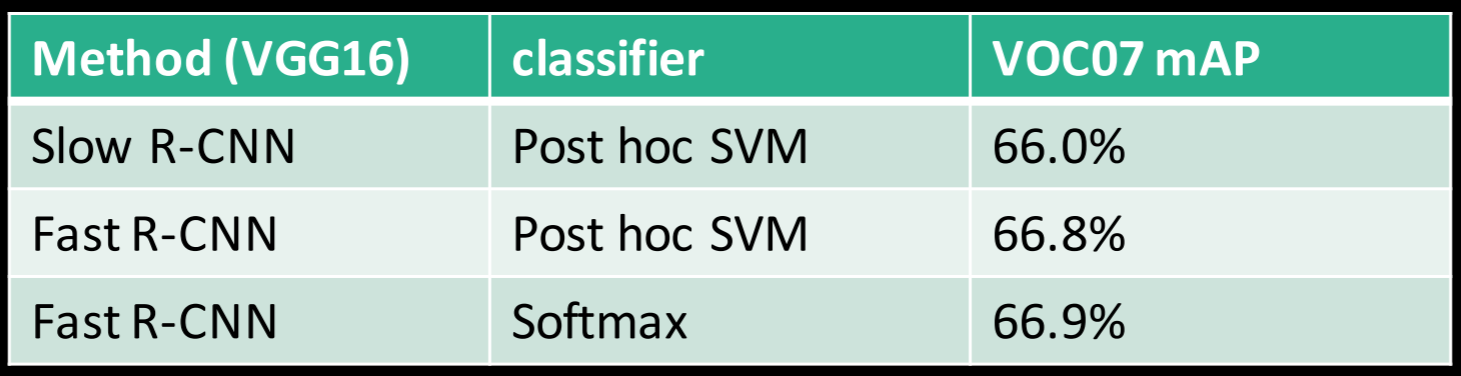 Method (VGG16) classifier VOC07 mAP
Slow R-CNN Post hoc SVM 66.0%
Fast R-CNN Post hoc SVM 66.8%
Fast R-CNN Softmax 66.9%